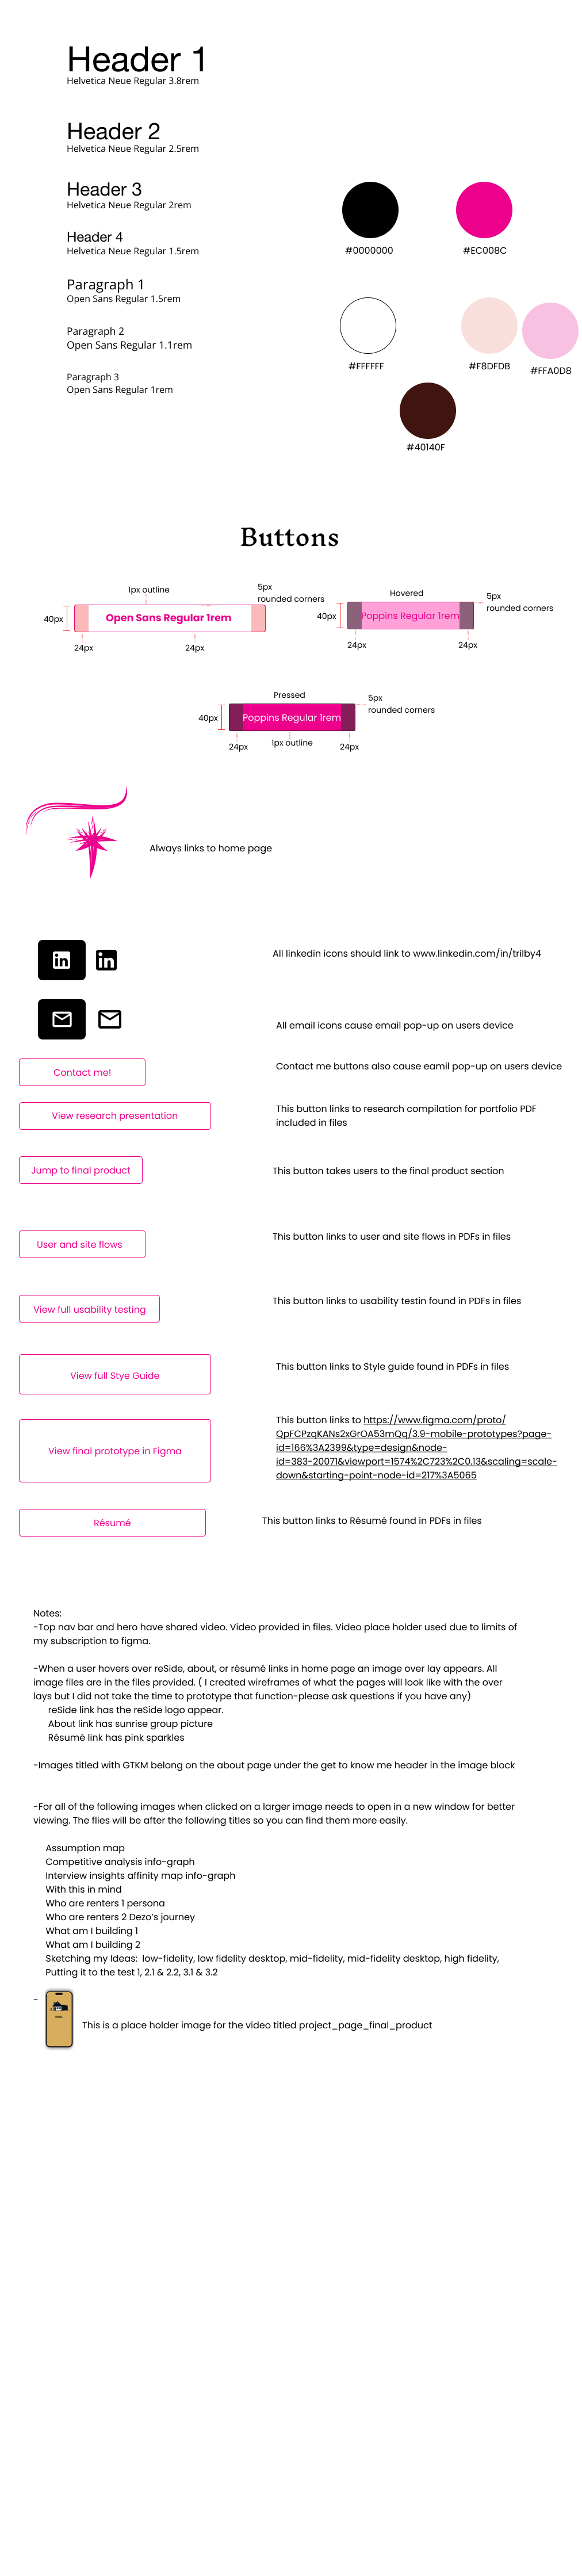 Header 1
Helvetica Neue Regular 3.8rem
Header 2
Helvetica Neue Regular 2.5rem
Header 3
Helvetica Neue Regular 2rem
Header 4
Helvetica Neue Regular 1.5rem
Paragraph 1
Open Sans Regular 1.5rem
Paragraph 2
Open Sans Regular 1.1rem
Paragraph 3
Open Sans Regular 1rem
#0000000
#EC008C
#FFFFFF
#F8DFDB
#FFA0D8
#40140F
Buttons
1px outline
5px
rounded corners
40px
Open Sans Regular 1rem
24px
24px
Hovered
5px
rounded corners
40px
Poppins Regular 1rem
24px
24px
Pressed
5px
rounded corners
40px
Poppins Regular 1rem
24px
1px outline
24px
Always links to home page
in
in
All linkedin icons should link to www.linkedin.com/in/trilby4
All email icons cause email pop-up on users device
Contact me!
Contact me buttons also cause eamil pop-up on users device
View research presentation
This button links to research compilation for portfolio PDF
included in files
Jump to final product
This button takes users to the final product section
User and site flows
This button links to user and site flows in PDFs in files
View full usability testing
This button links to usability testin found in PDFs in files
View full Stye Guide
This button links to Style guide found in PDFs in files
View final prototype in Figma
This button links to https://www.figma.com/proto/
QpFCPzqKANs2xGrOA53mQq/3.9-mobile-prototypes?page-
id=166%3A2399&type=design&node-
id=383-20071&viewport=1574%2C723%2C0.13&scaling=scale-
down&starting-point-node-id=217%3A5065
Résumé
This button links to Résumé found in PDFs in files
Notes:
-Top nav bar and hero have shared video. Video provided in files. Video place holder used due to limits of
my subscription to figma.
-When a user hovers over reSide, about, or résumé links in home page an image over lay appears. All
image files are in the files provided. ( I created wireframes of what the pages will look like with the over
lays but I did not take the time to prototype that function-please ask questions if you have any)
reSide link has the reSide logo appear.
About link has sunrise group picture
Résumé link has pink sparkles
-Images titled with GTKM belong on the about page under the get to know me header in the image block
-For all of the following images when clicked on a larger image needs to open in a new window for better
viewing. The flies will be after the following titles so you can find them more easily.
Assumption map
Competitive analysis info-graph
Interview insights affinity map info-graph
With this in mind
Who are renters 1 persona
Who are renters 2 Dezo's journey
What am I building 1
What am I building 2
Sketching my Ideas: low-fidelity, low fidelity desktop, mid-fidelity, mid-fidelity desktop, high fidelity,
Putting it to the test 1, 2.1 & 2.2, 3.1 & 3.2
-
This is a place holder image for the video titled project_page_final_product